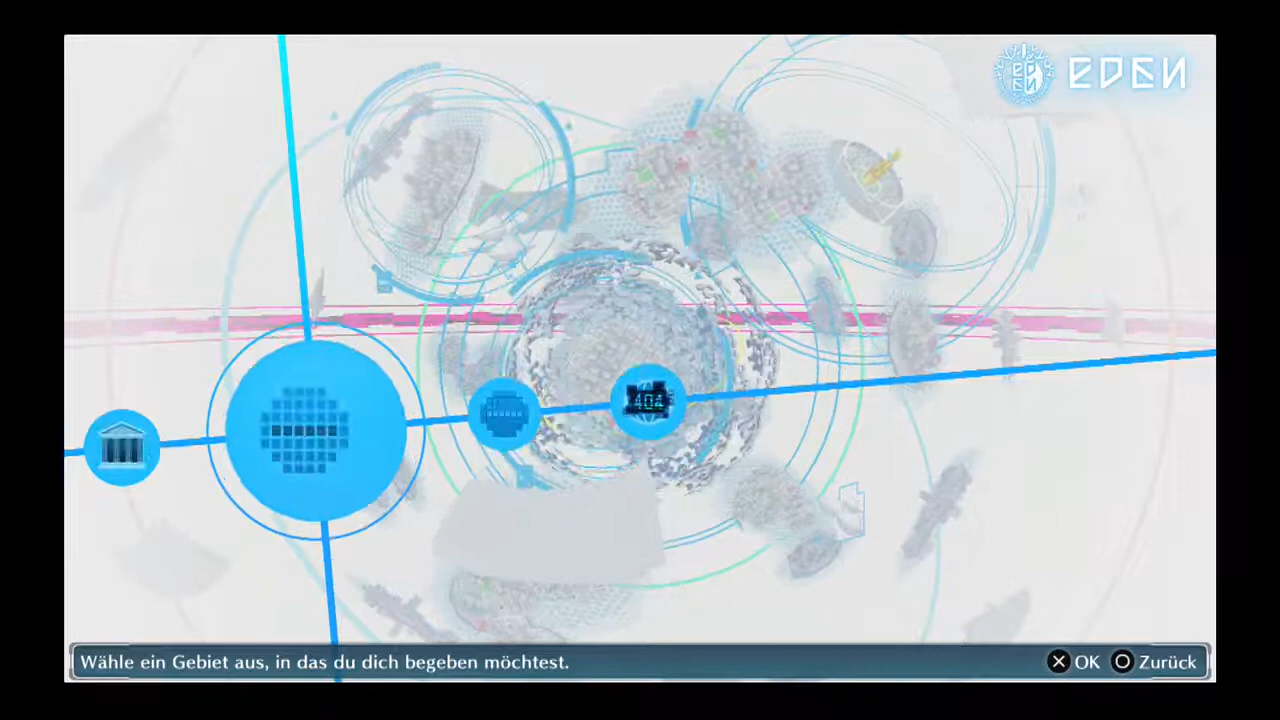 EDEN
404
Wähle ein Gebiet aus, in das du dich begeben möchtest.
OK
Zurück